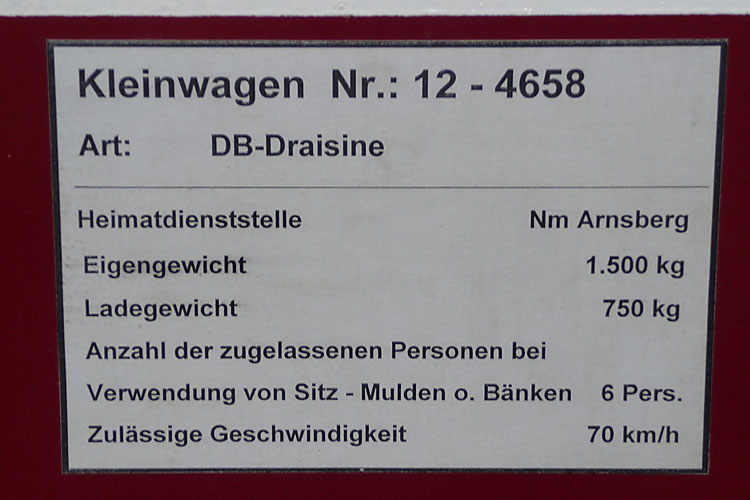 Kleinwagen Nr.: 12 - 4658
Art: DB-Draisine
Heimatdienststelle Nm Arnsberg
Eigengewicht 1.500 kg
Ladegewicht 750 kg
Anzahl der zugelassenen Personen bei
Verwendung von Sitz - Mulden o. Bänken 6 Pers.
Zulässige Geschwindigkeit 70 km/h